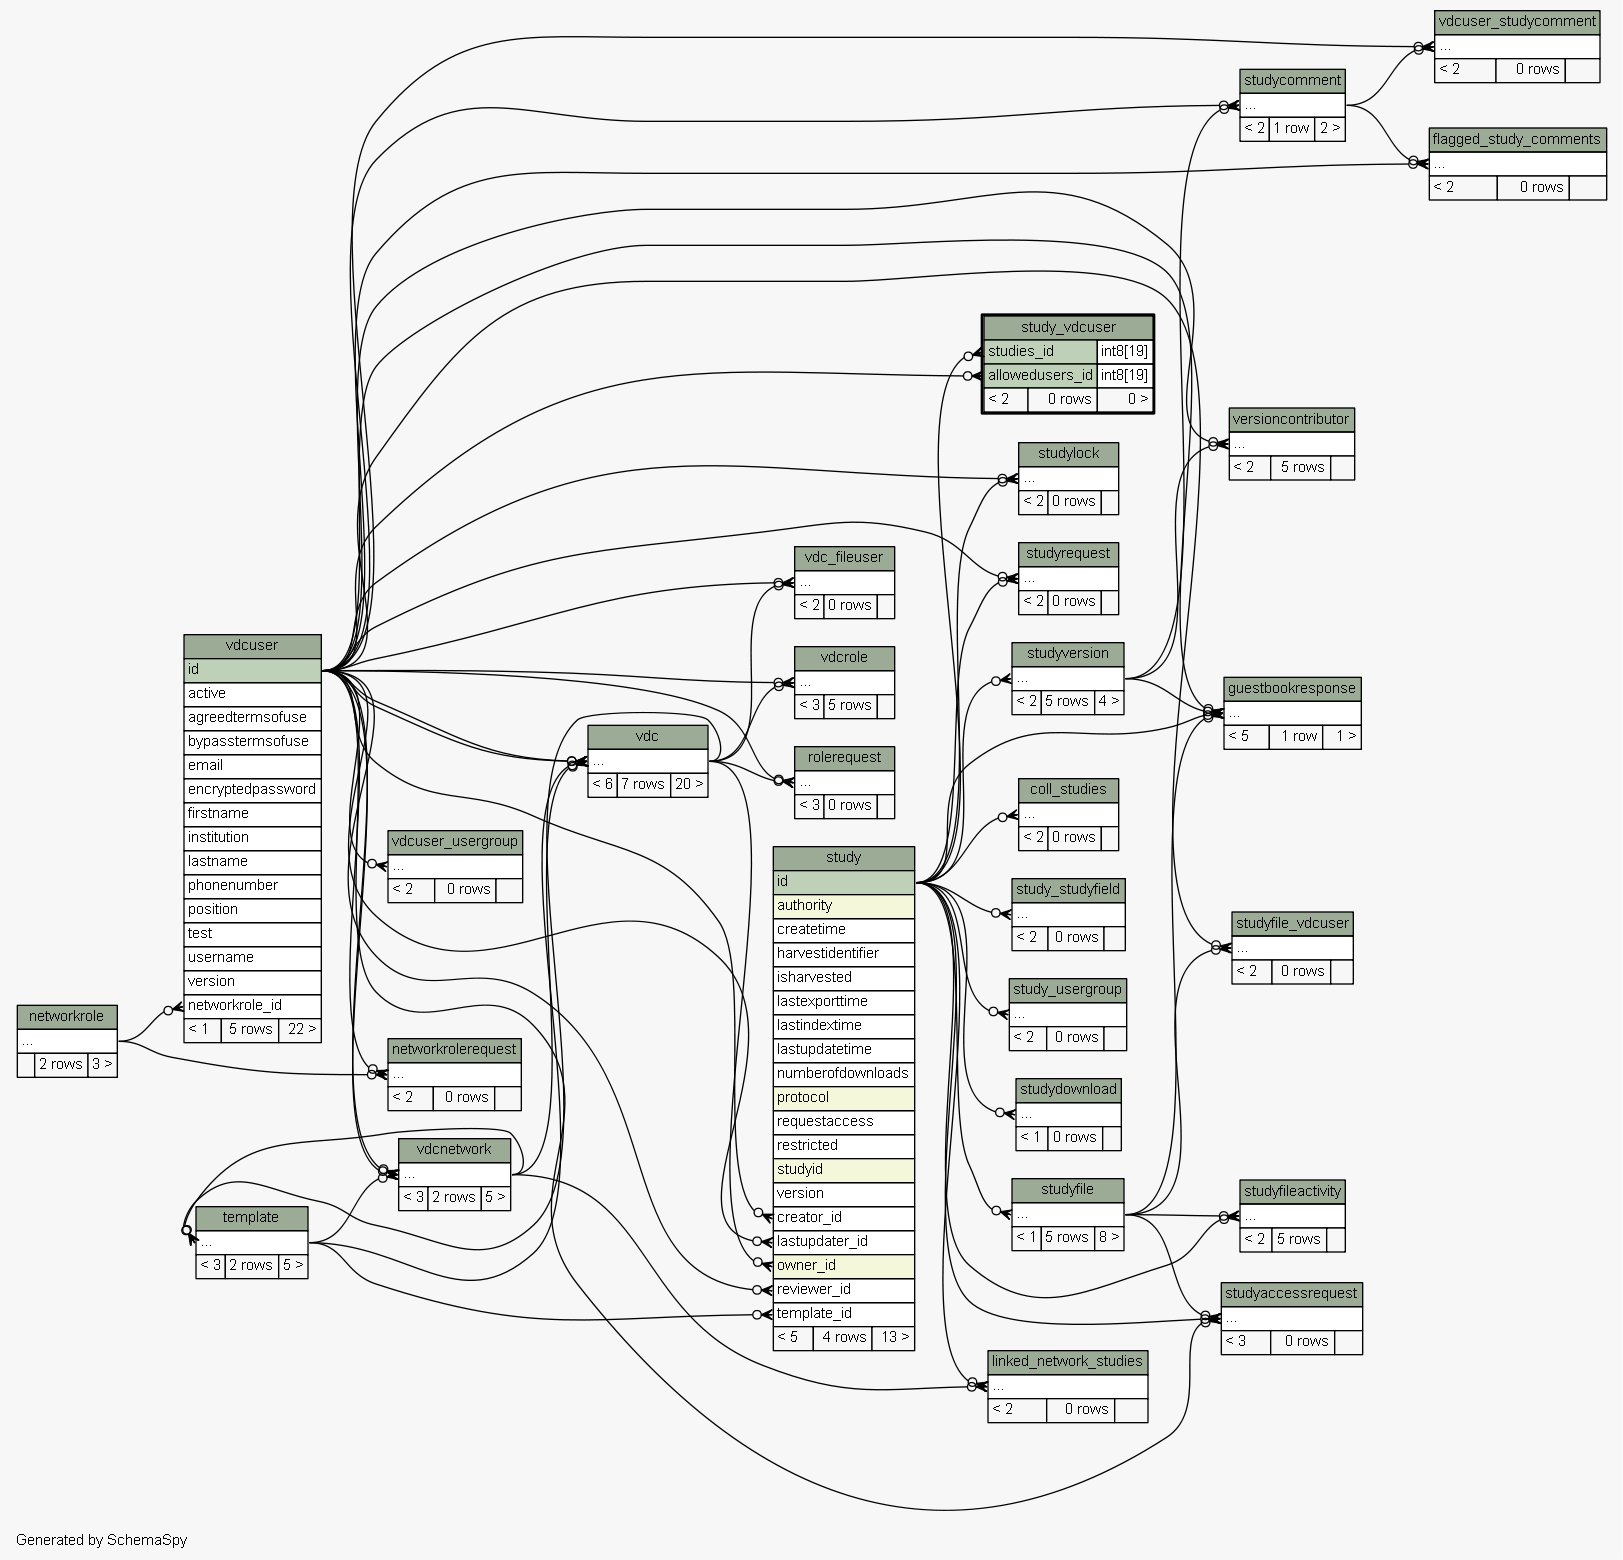 vdcuser_studycomment
...
< 2 0 rows
studycomment
...
< 2 1 row 2 >
flagged_study_comments
...
< 2 0 rows
study_vdcuser
studies_id int8[19]
allowedusers_id int8[19]
< 2 0 rows 0 >
versioncontributor
...
< 2 5 rows
studylock
...
< 2 0 rows
studyrequest
...
< 2 0 rows
vdc_fileuser
...
< 2 0 rows
vdcuser
id
active
agreedtermsofuse
bypasstermsofuse
email
encryptedpassword
firstname
institution
lastname
phonenumber
position
test
username
version
networkrole_id
< 1 5 rows 22 >
vdcrole
...
< 3 5 rows
studyversion
...
< 2 5 rows 4 >
guestbookresponse
...
< 5 1 row 1 >
vdc
...
< 6 7 rows 20 >
rolerequest
...
< 3 0 rows
coll_studies
...
< 2 0 rows
vdcuser_usergroup
...
< 2 0 rows
study
id
authority
createtime
harvestidentifier
isharvested
lastexporttime
lastindextime
lastupdatetime
numberofdownloads
protocol
requestaccess
restricted
studyid
version
creator_id
lastupdater_id
owner_id
reviewer_id
template_id
< 5 4 rows 13 >
study_studyfield
...
< 2 0 rows
studyfile_vdcuser
...
< 2 0 rows
study_usergroup
...
< 2 0 rows
networkrole
...
2 rows 3 >
networkrolerequest
...
< 2 0 rows
studydownload
...
< 1 0 rows
vdcnetwork
...
< 3 2 rows 5 >
studyfile
...
< 1 5 rows 8 >
studyfileactivity
...
< 2 5 rows
template
...
< 3 2 rows 5 >
studyaccessrequest
...
< 3 0 rows
linked_network_studies
...
< 2 0 rows
Generated by SchemaSpy